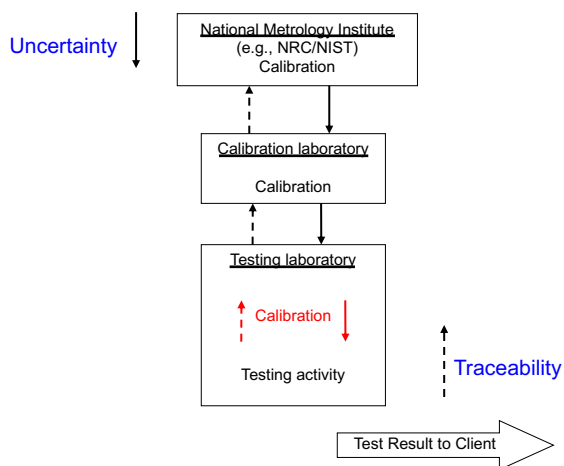 Uncertainty
National Metrology Institute
(e.g., NRC/NIST)
Calibration
Calibration laboratory
Calibration
Testing laboratory
Calibration
Testing activity
Traceability
Test Result to Client